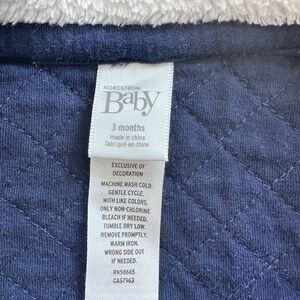 NORDSTROM
Baby
3 months
made in china
fabriqué en chine
EXCLUSIVE OF
DECORATION
MACHINE WASH COLD.
GENTLE CYCLE.
WITH LIKE COLORS.
ONLY NON-CHLORINE
BLEACH IF NEEDED.
TUMBLE DRY LOW.
REMOVE PROMPTLY.
WARM IRON.
WRONG SIDE OUT
IF NEEDED.
RN58665
CA57963